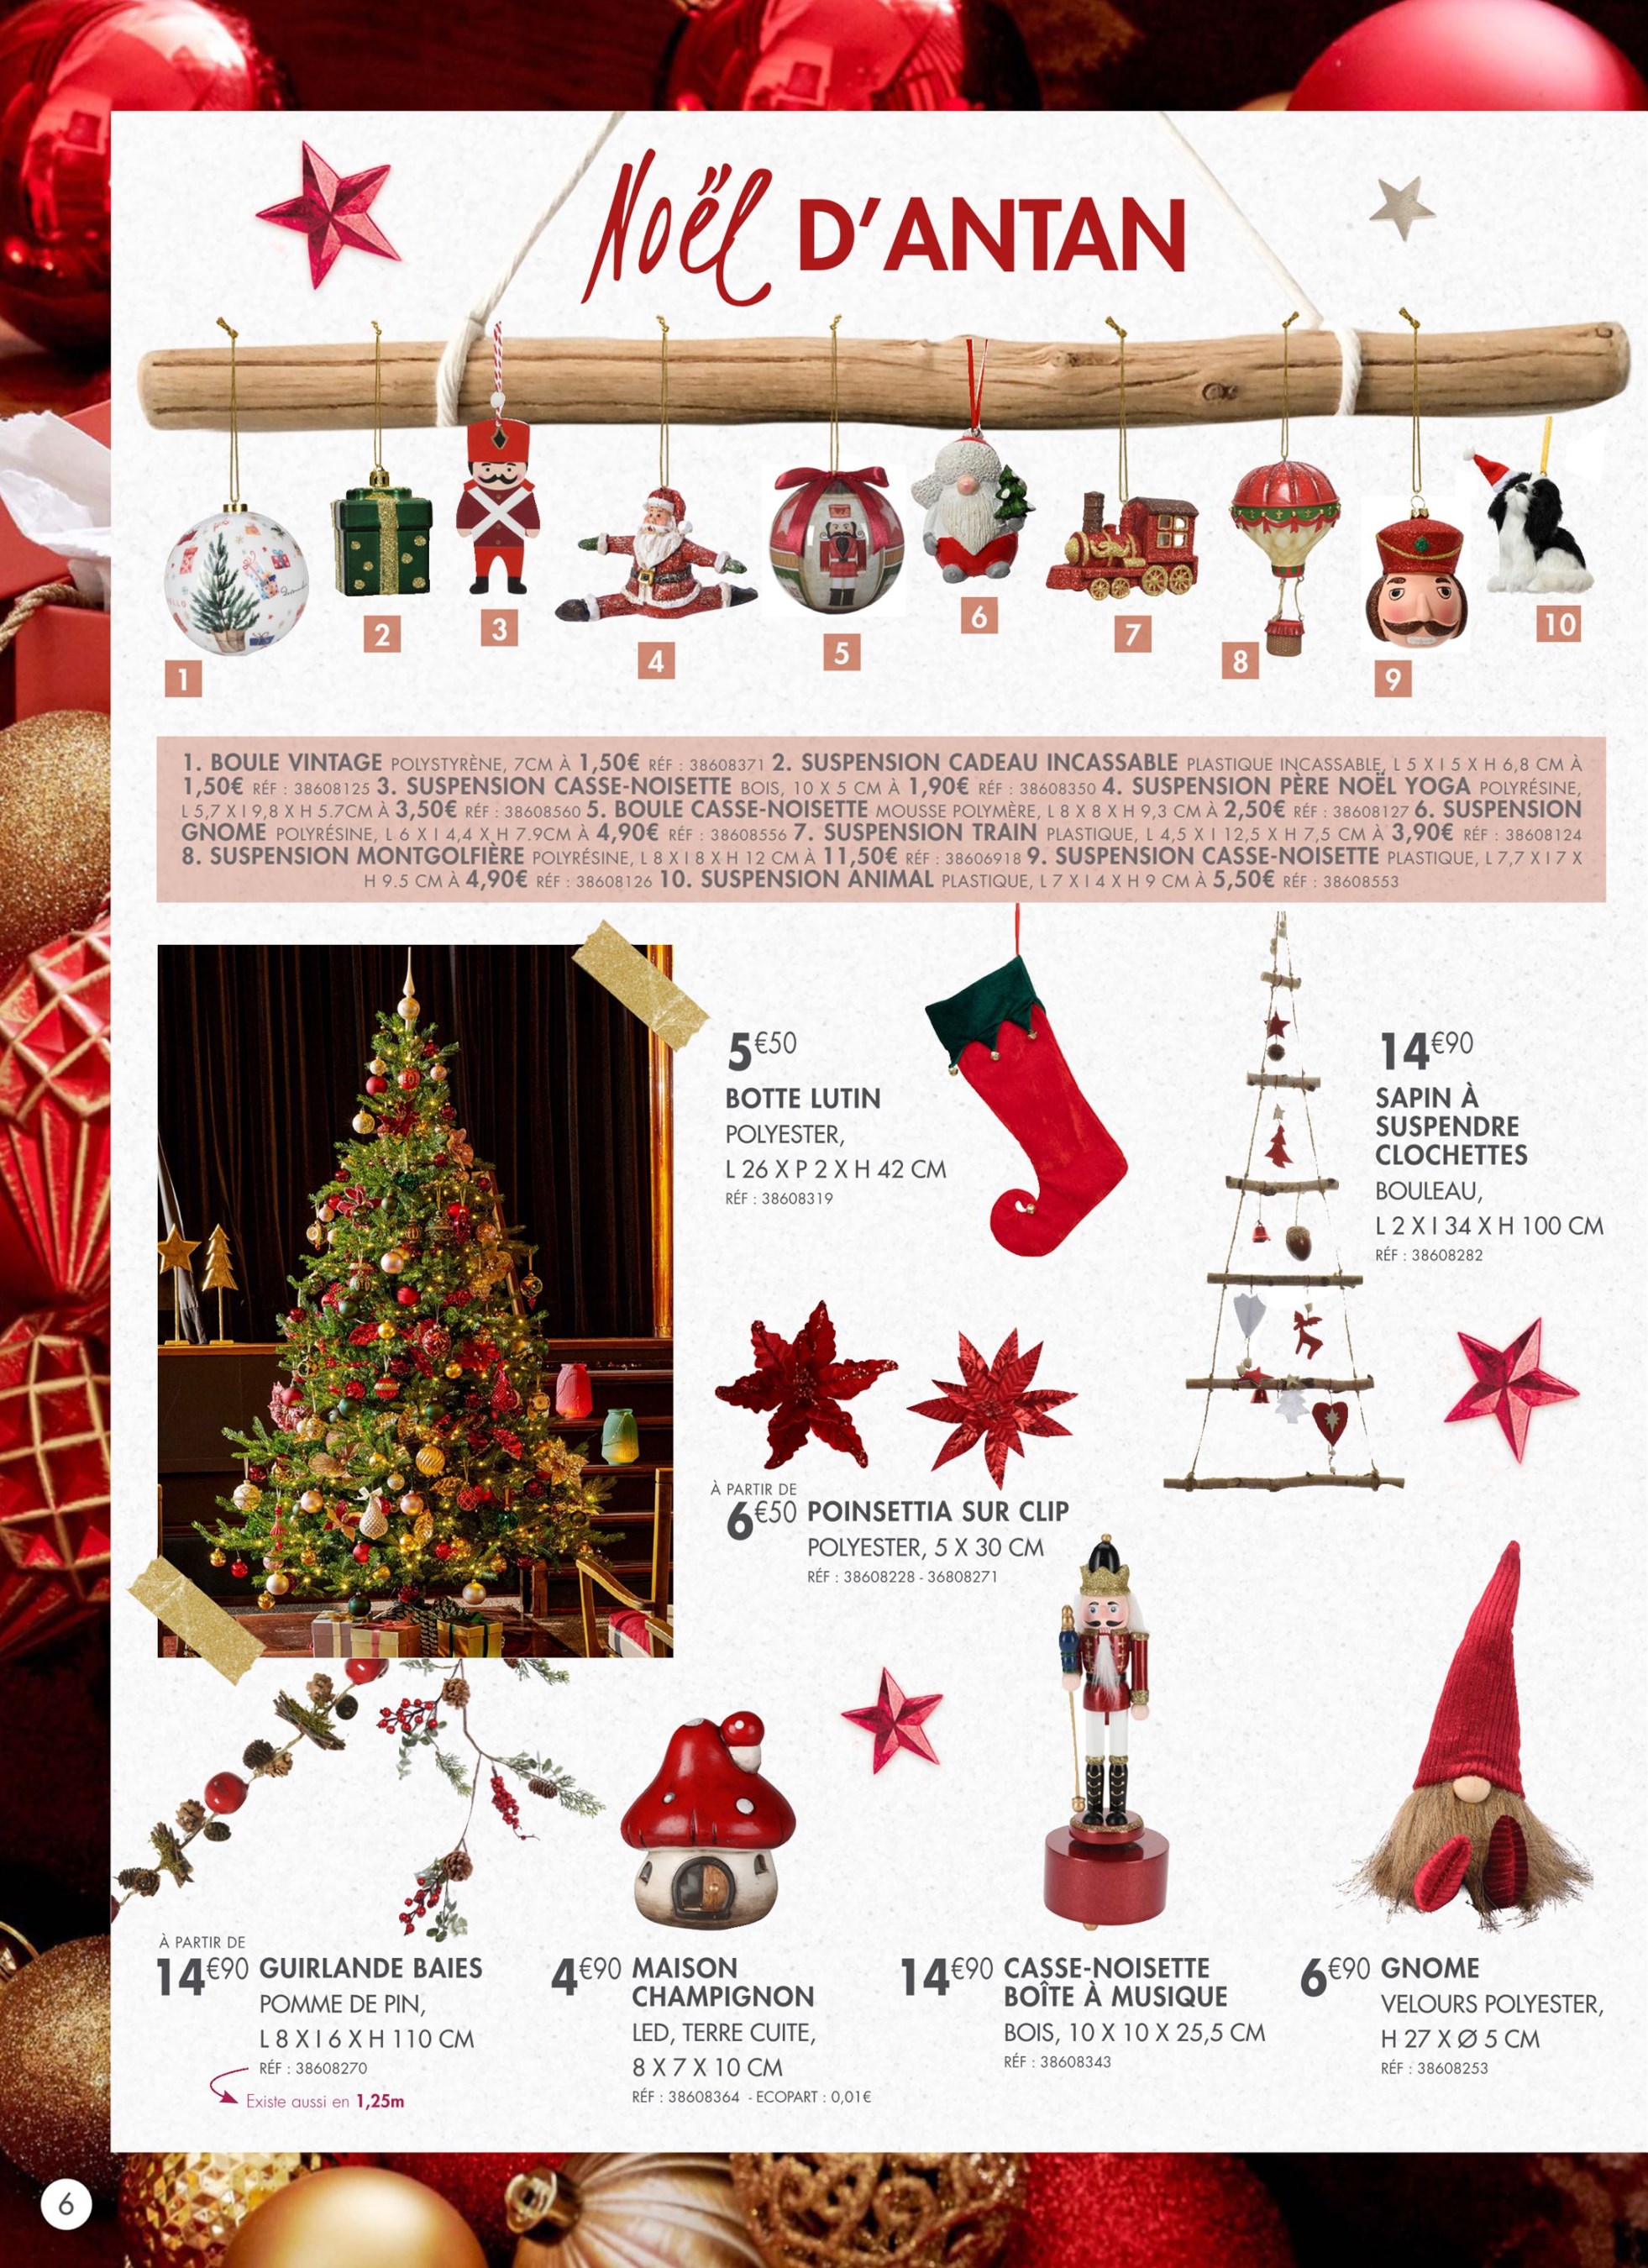 Noël D'ANTAN
1
2
3
4
5
6
7
8
9
10
1. BOULE VINTAGE POLYSTYRÈNE, 7CM À 1,50€ RÉF : 38608371 2. SUSPENSION CADEAU INCASSABLE PLASTIQUE INCASSABLE, L 5 X I 5 X H 6,8 CM À
1,50€ RÉF : 38608125 3. SUSPENSION CASSE-NOISETTE BOIS, 10 X 5 CM À 1,90€ RÉF : 38608350 4. SUSPENSION PÈRE NOËL YOGA POLYRÉSINE,
L 5,7 X I 9,8 X H 5.7CM À 3,50€ RÉF : 38608560 5. BOULE CASSE-NOISETTE MOUSSE POLYMÈRE, L 8 X 8 X H 9,3 CM À 2,50€ RÉF : 38608127 6. SUSPENSION
GNOME POLYRÉSINE, L 6 X I 4,4 X H 7.9CM À 4,90€ RÉF : 38608556 7. SUSPENSION TRAIN PLASTIQUE, L 4,5 X I 12,5 X H 7,5 CM À 3,90€ RÉF : 38608124
8. SUSPENSION MONTGOLFIÈRE POLYRÉSINE, L 8 X I 8 X H 12 CM À 11,50€ RÉF : 38606918 9. SUSPENSION CASSE-NOISETTE PLASTIQUE, L 7,7 X I 7 X
H 9.5 CM À 4,90€ RÉF : 38608126 10. SUSPENSION ANIMAL PLASTIQUE, L 7 X I 4 X H 9 CM À 5,50€ RÉF : 38608553
5€50
BOTTE LUTIN
POLYESTER,
L 26 X P 2 X H 42 CM
RÉF : 38608319
14€90
SAPIN À
SUSPENDRE
CLOCHETTES
BOULEAU,
L 2 X I 34 X H 100 CM
RÉF : 38608282
À PARTIR DE
6€50 POINSETTIA SUR CLIP
POLYESTER, 5 X 30 CM
RÉF : 38608228 - 36808271
À PARTIR DE
14€90 GUIRLANDE BAIES
POMME DE PIN,
L 8 X I 6 X H 110 CM
RÉF : 38608270
Existe aussi en 1,25m
4€90 MAISON
CHAMPIGNON
LED, TERRE CUITE,
8 X 7 X 10 CM
RÉF : 38608364 - ECOPART : 0,01€
14€90 CASSE-NOISETTE
BOÎTE À MUSIQUE
BOIS, 10 X 10 X 25,5 CM
RÉF : 38608343
6€90 GNOME
VELOURS POLYESTER,
H 27 X Ø 5 CM
RÉF : 38608253
6